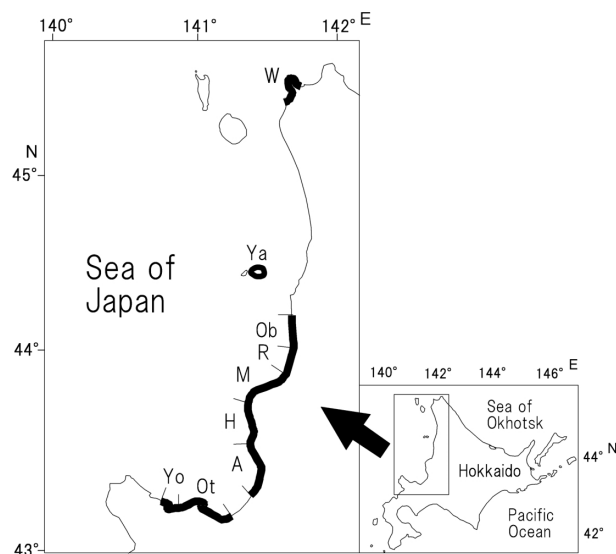 140°
141°
142°
E
W
N
45°
Ya
Sea of
Japan
Ob
44°
R
M
H
A
Yo
Ot
43°
140°
142°
144°
146°
E
Sea of
Okhotsk
44°
N
Hokkaido
Pacific
Ocean
42°